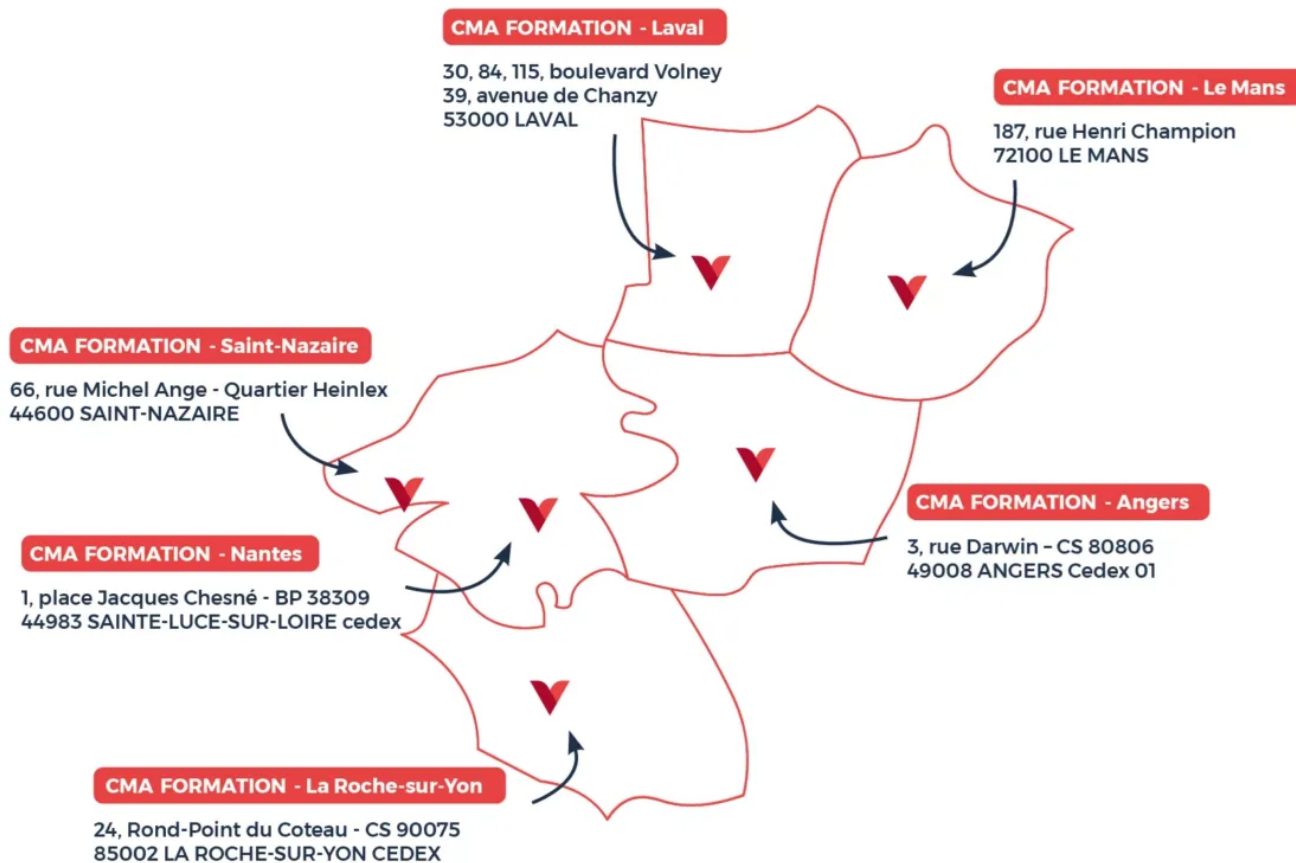 CMA FORMATION - Laval
30, 84, 115, boulevard Volney
39, avenue de Chanzy
53000 LAVAL
CMA FORMATION - Le Mans
187, rue Henri Champion
72100 LE MANS
CMA FORMATION - Saint-Nazaire
66, rue Michel Ange - Quartier Heinlex
44600 SAINT-NAZAIRE
CMA FORMATION - Angers
3, rue Darwin – CS 80806
49008 ANGERS Cedex 01
CMA FORMATION - Nantes
1, place Jacques Chesné - BP 38309
44983 SAINTE-LUCE-SUR-LOIRE cedex
CMA FORMATION - La Roche-sur-Yon
24, Rond-Point du Coteau - CS 90075
85002 LA ROCHE-SUR-YON CEDEX